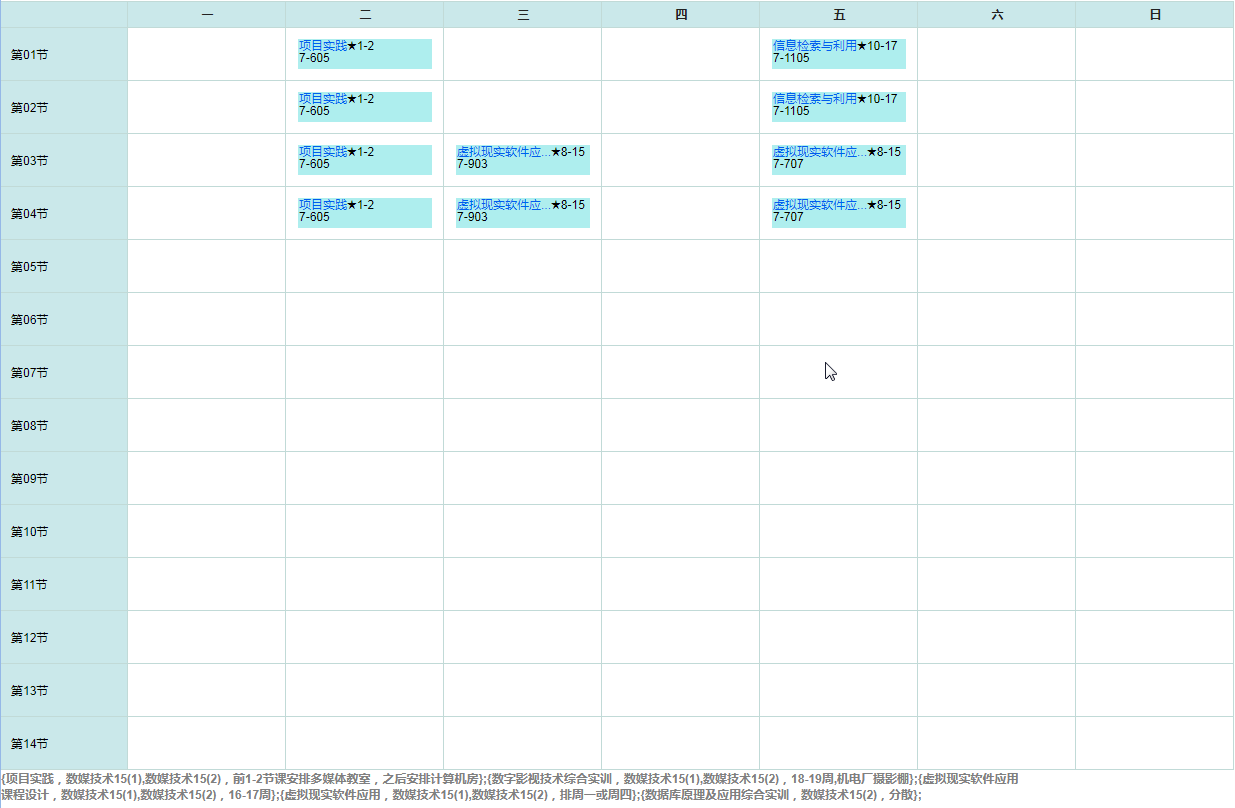 一 二 三 四 五 六 日
第01节 项目实践★1-2 信息检索与利用★10-17
7-605 7-1105
第02节 项目实践★1-2 信息检索与利用★10-17
7-605 7-1105
第03节 项目实践★1-2 虚拟现实软件应...★8-15 虚拟现实软件应...★8-15
7-605 7-903 7-707
第04节 项目实践★1-2 虚拟现实软件应...★8-15 虚拟现实软件应...★8-15
7-605 7-903 7-707
第05节
第06节
第07节
第08节
第09节
第10节
第11节
第12节
第13节
第14节
{项目实践，数媒技术15(1),数媒技术15(2)，前1-2节课安排多媒体教室，之后安排计算机房};{数字影视技术综合实训，数媒技术15(1),数媒技术15(2)，18-19周,机电厂摄影棚};{虚拟现实软件应用
课程设计，数媒技术15(1),数媒技术15(2)，16-17周};{虚拟现实软件应用，数媒技术15(1),数媒技术15(2)，排周一或周四};{数据库原理及应用综合实训，数媒技术15(2)，分散};